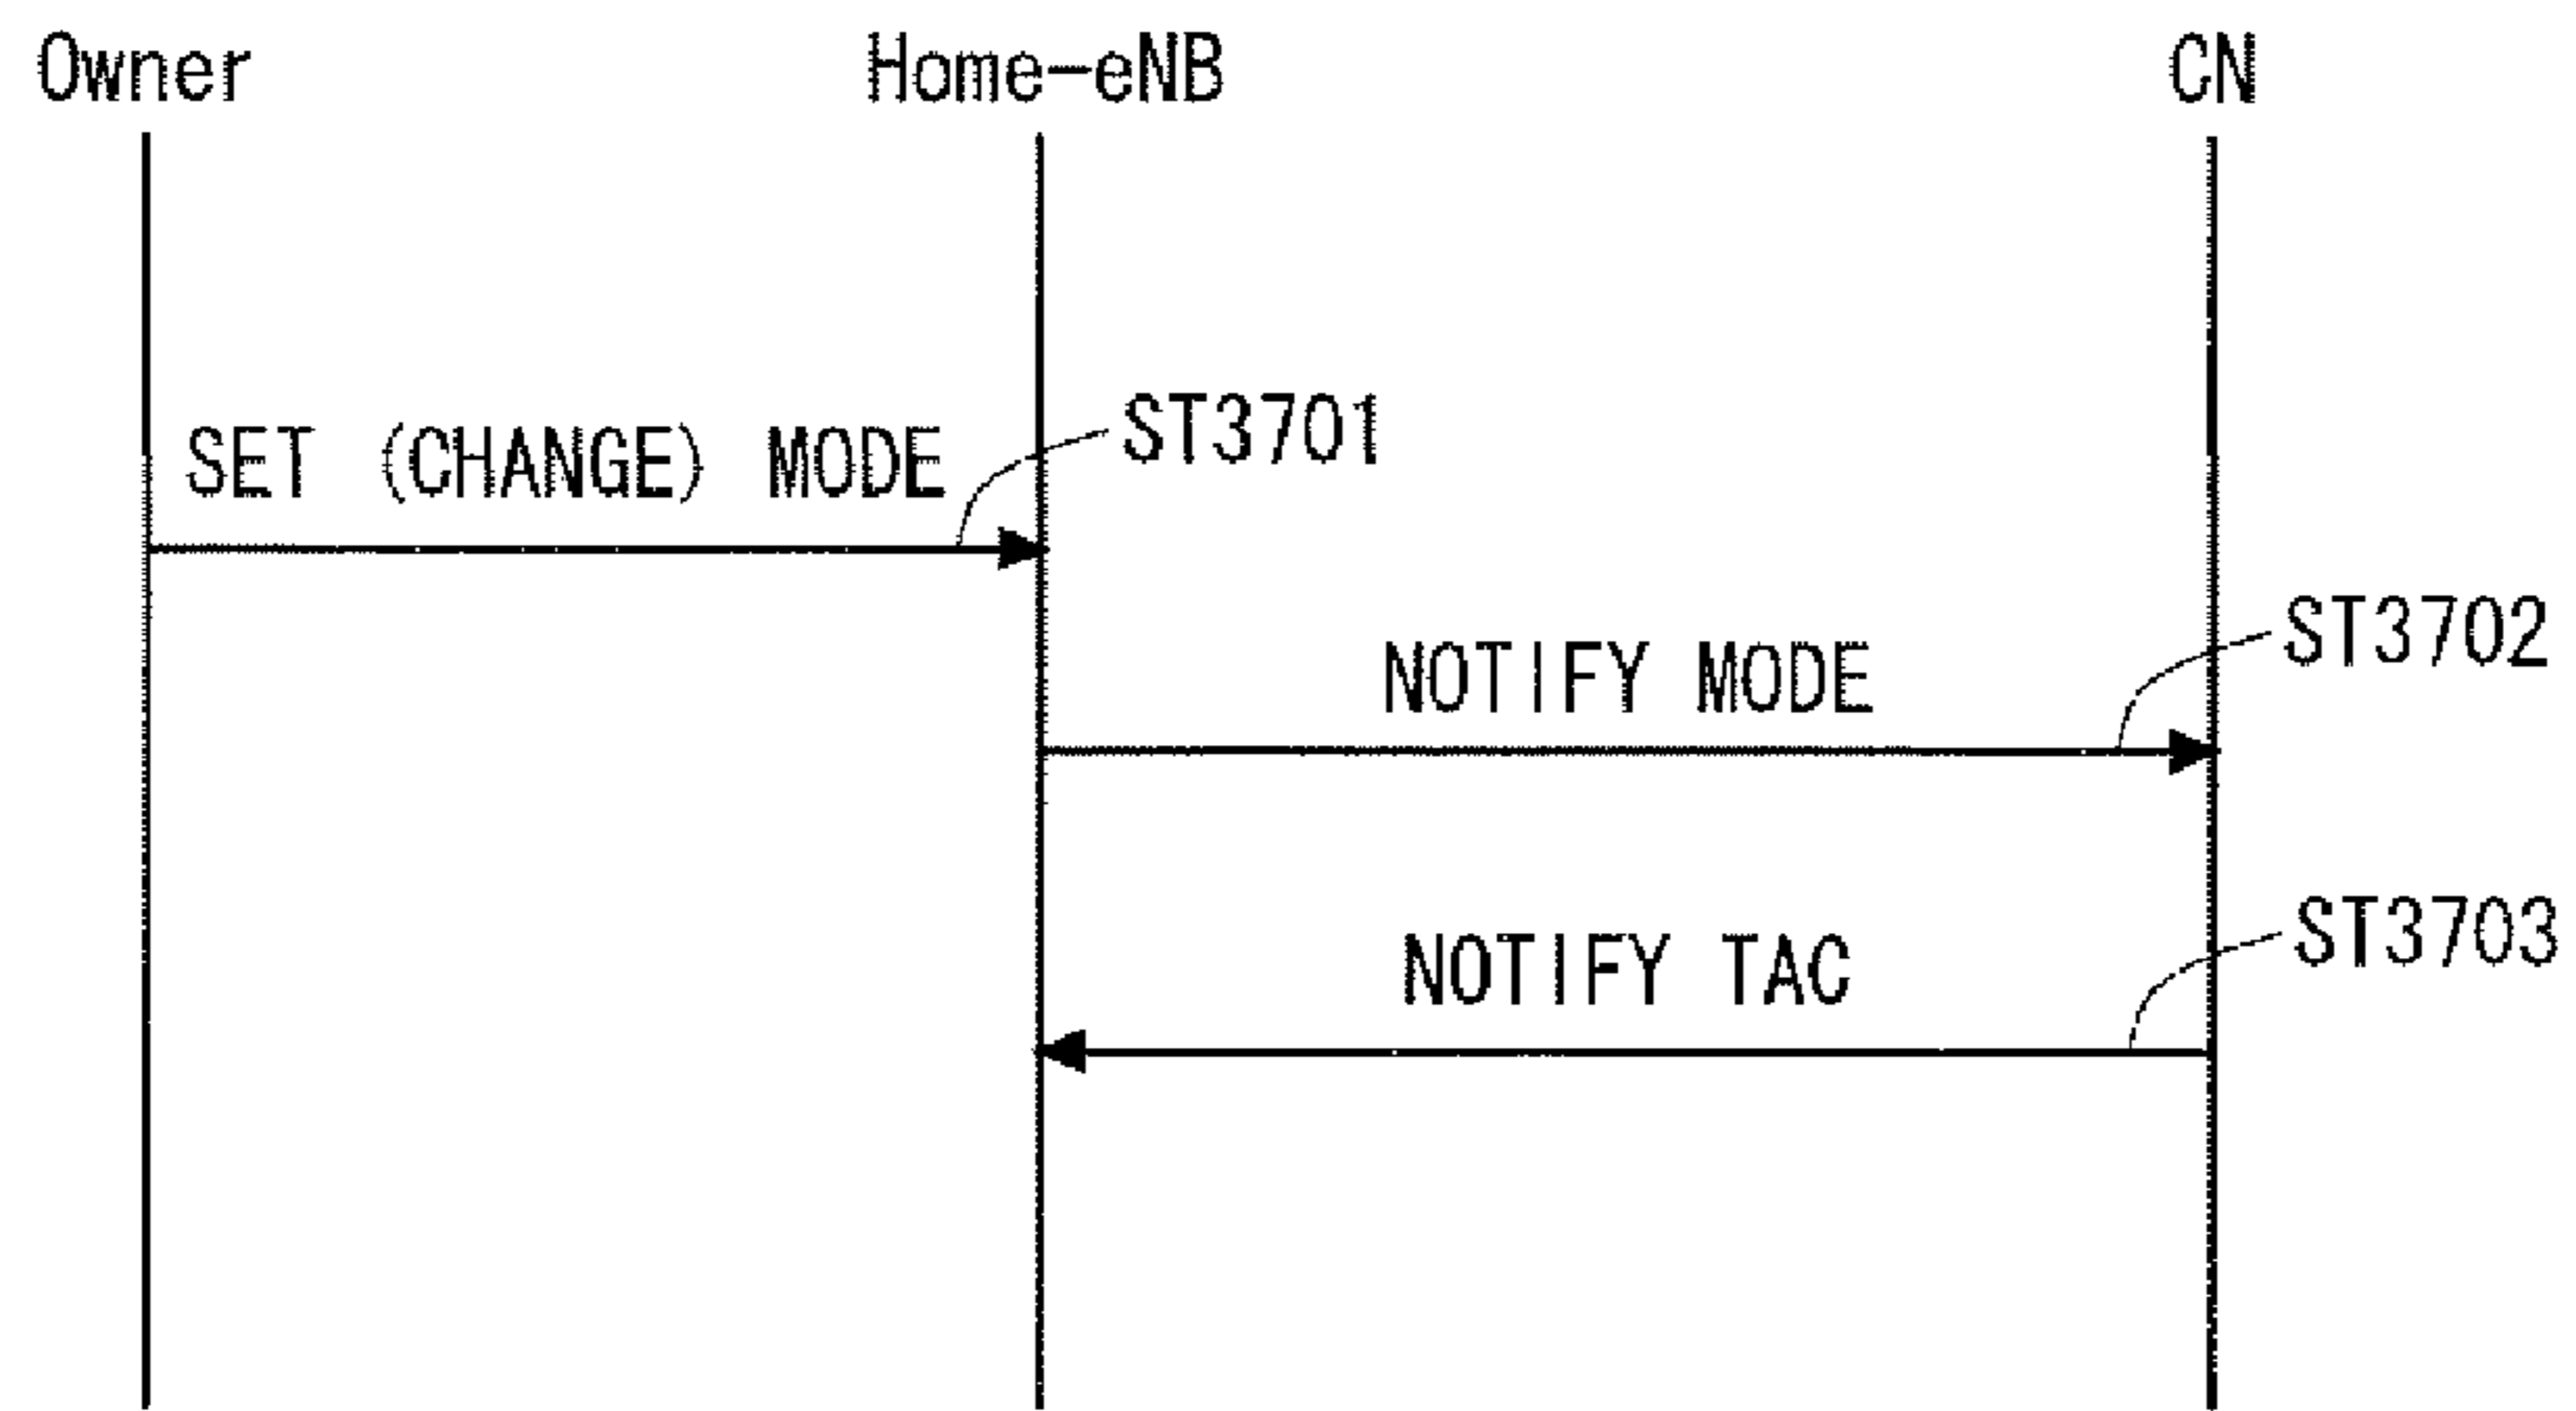 Owner
Home-eNB
CN
SET (CHANGE) MODE
ST3701
NOTIFY MODE
ST3702
NOTIFY TAC
ST3703